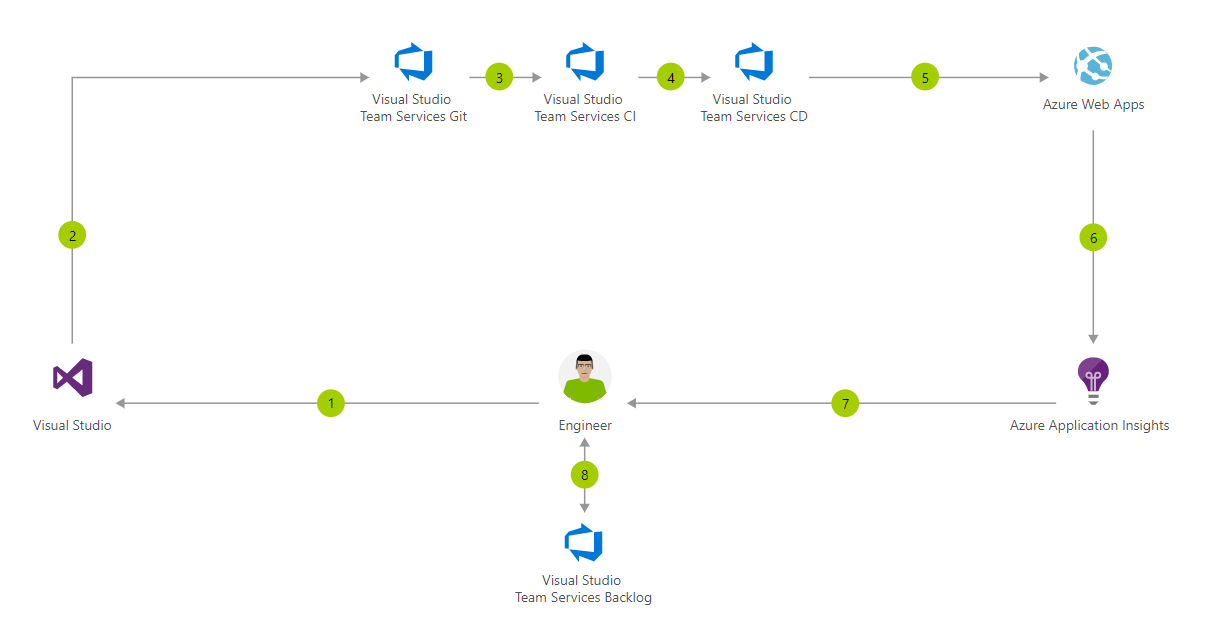 3
4
5
Visual Studio
Team Services Git
Visual Studio
Team Services CI
Visual Studio
Team Services CD
Azure Web Apps
2
6
1
7
Visual Studio
Engineer
Azure Application Insights
8
Visual Studio
Team Services Backlog